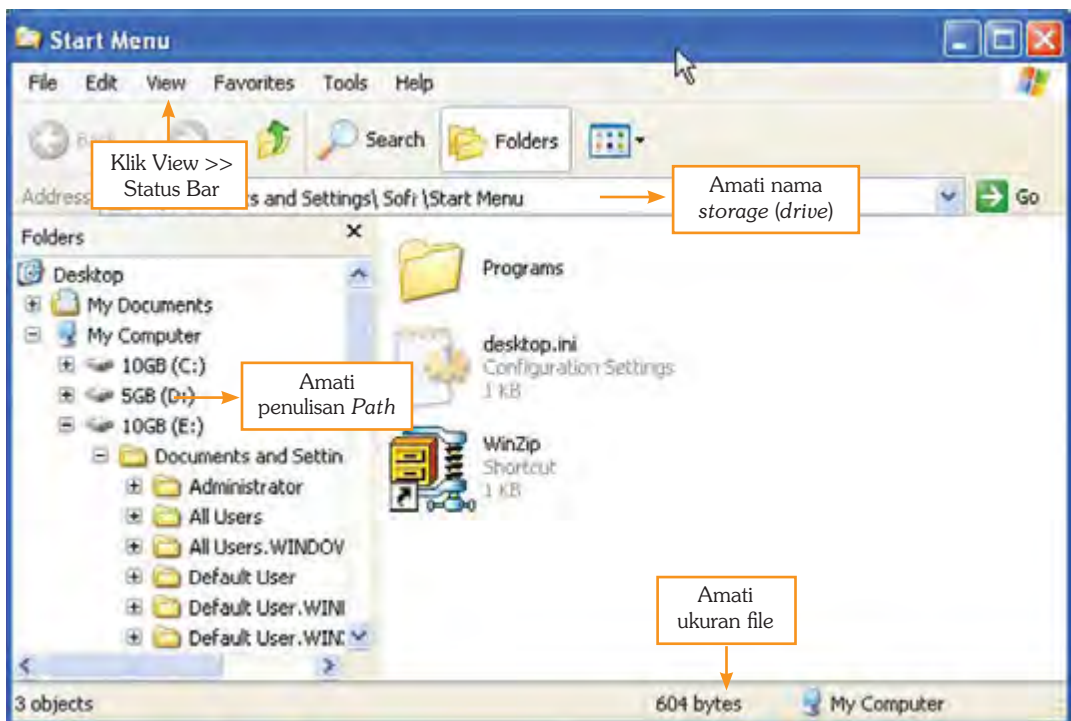 Start Menu
File Edit View Favorites Tools Help
Klik View >>
Status Bar
Search Folders
Address
s and Settings\ Sofi \Start Menu
Amati nama
storage (drive)
Go
Folders
Desktop
My Documents
My Computer
10GB (C:)
5GB (D:)
10GB (E:)
Amati
penulisan Path
Documents and Settin
Administrator
All Users
All Users.WINDOV
Default User
Default User.WINI
Default User.WIN
Programs
desktop.ini
Configuration Settings
1 KB
WinZip
Shortcut
1 KB
Amati
ukuran file
3 objects
604 bytes
My Computer